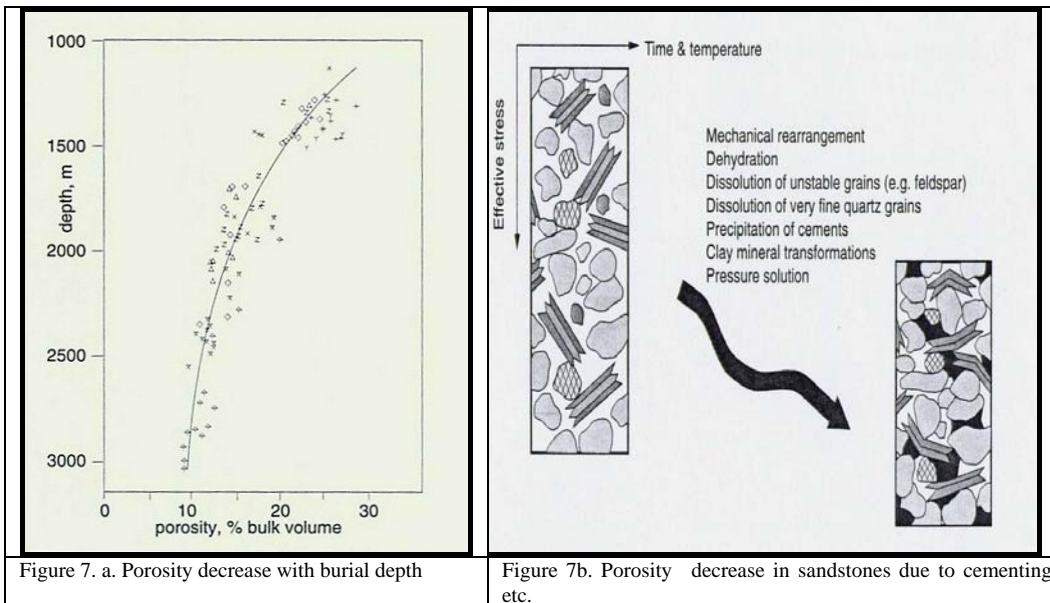 1000
1500
2000
2500
3000
depth, m
0
10
20
30
porosity, % bulk volume
Time & temperature
Effective stress
Mechanical rearrangement
Dehydration
Dissolution of unstable grains (e.g. feldspar)
Dissolution of very fine quartz grains
Precipitation of cements
Clay mineral transformations
Pressure solution
Figure 7. a. Porosity decrease with burial depth
Figure 7b. Porosity decrease in sandstones due to cementing
etc.